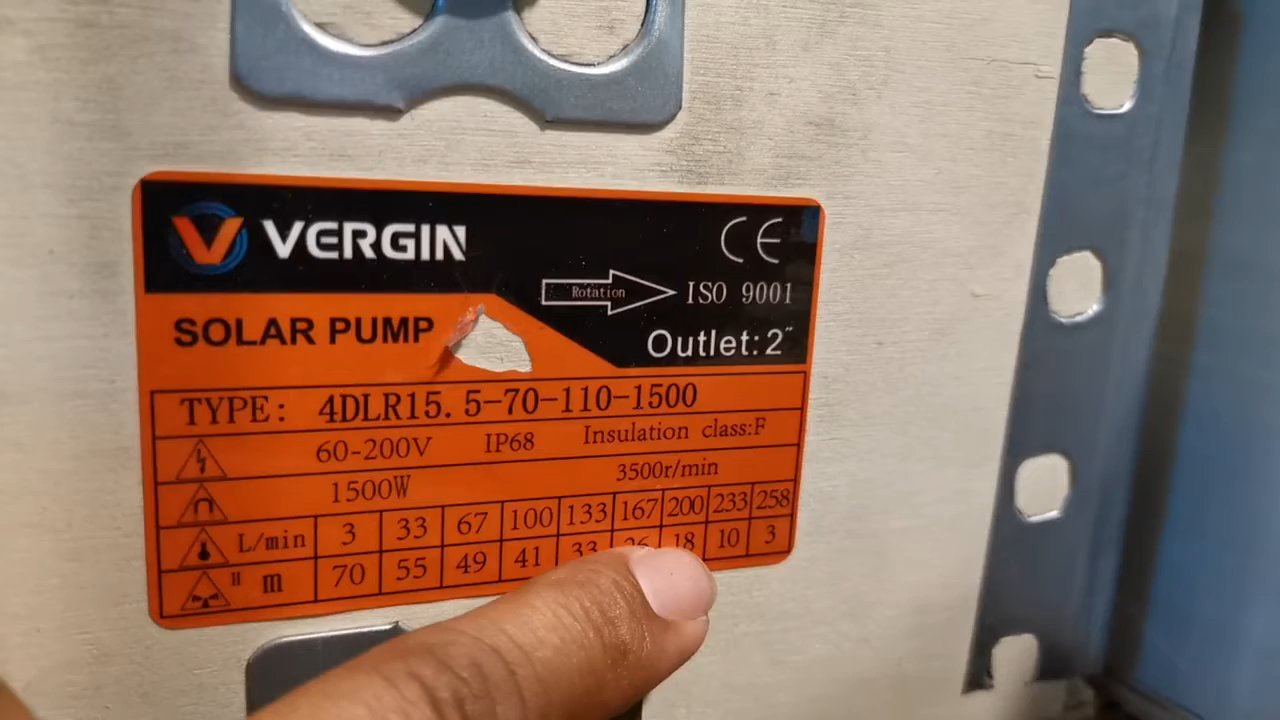 VERGIN
CE
Rotation
ISO 9001
SOLAR PUMP
Outlet: 2"
TYPE: 4DLR15.5-70-110-1500
60-200V IP68 Insulation class:F
1500W 3500r/min
L/min 3 33 67 100 133 167 200 233 258
H m 70 55 49 41 33 26 18 10 3